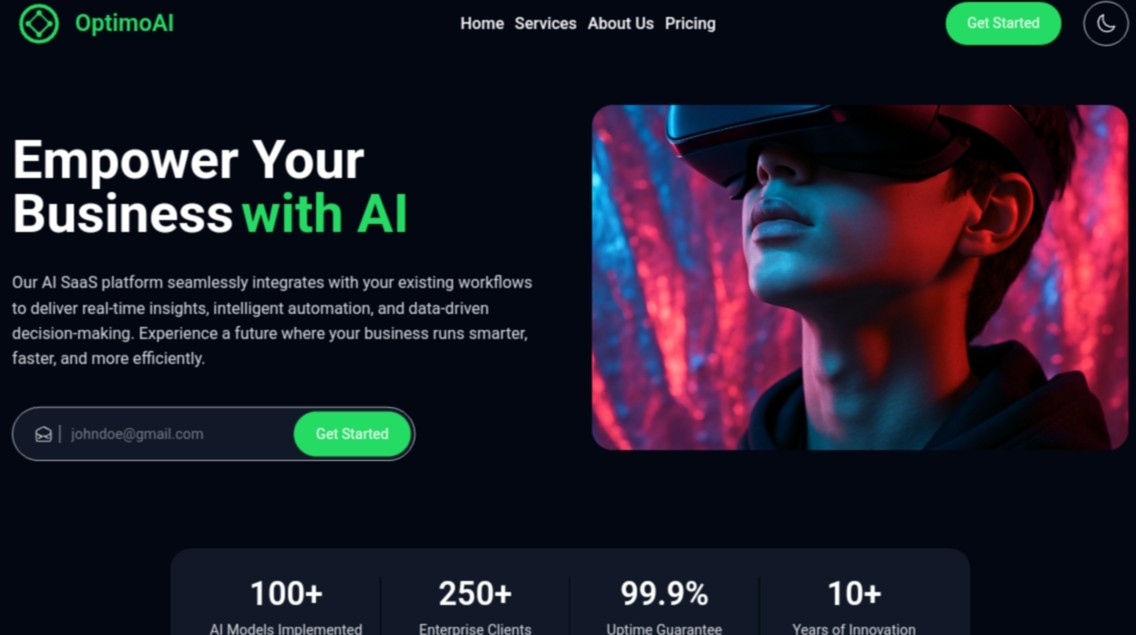 OptimoAI
Home Services About Us Pricing
Get Started
Empower Your
Business with AI
Our AI SaaS platform seamlessly integrates with your existing workflows
to deliver real-time insights, intelligent automation, and data-driven
decision-making. Experience a future where your business runs smarter,
faster, and more efficiently.
johndoe@gmail.com
Get Started
100+
AI Models Implemented
250+
Enterprise Clients
99.9%
Uptime Guarantee
10+
Years of Innovation